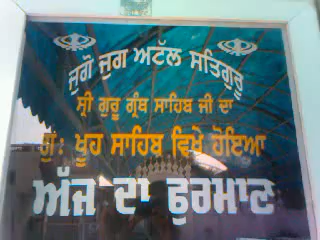 ਜੁਗੋ ਜੁਗ ਅਟੱਲ ਸਤਿਗੁਰੂ
ਸ਼੍ਰੀ ਗੁਰੂ ਗ੍ਰੰਥ ਸਾਹਿਬ ਜੀ ਦਾ
ਗੁ: ਖੂਹ ਸਾਹਿਬ ਵਿਖੇ ਹੋਇਆ
ਅੱਜ ਦਾ ਫੁਰਮਾਣ